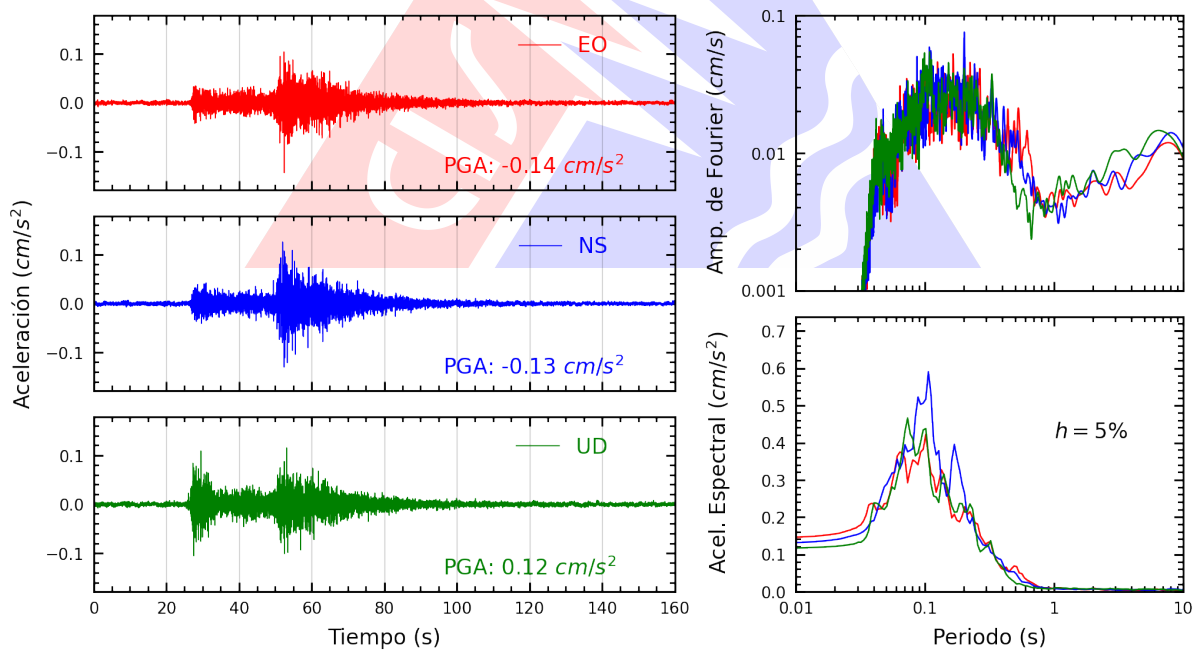 Aceleración (cm/s²)
0.1
0.0
−0.1
EO
PGA: -0.14 cm/s²
0.1
0.0
−0.1
NS
PGA: -0.13 cm/s²
0.1
0.0
−0.1
UD
PGA: 0.12 cm/s²
0 20 40 60 80 100 120 140 160
Tiempo (s)
Amp. de Fourier (cm/s)
0.1
0.01
0.001
Acel. Espectral (cm/s²)
0.7
0.6
0.5
0.4
0.3
0.2
0.1
0.0
h = 5%
0.01 0.1 1 10
Periodo (s)